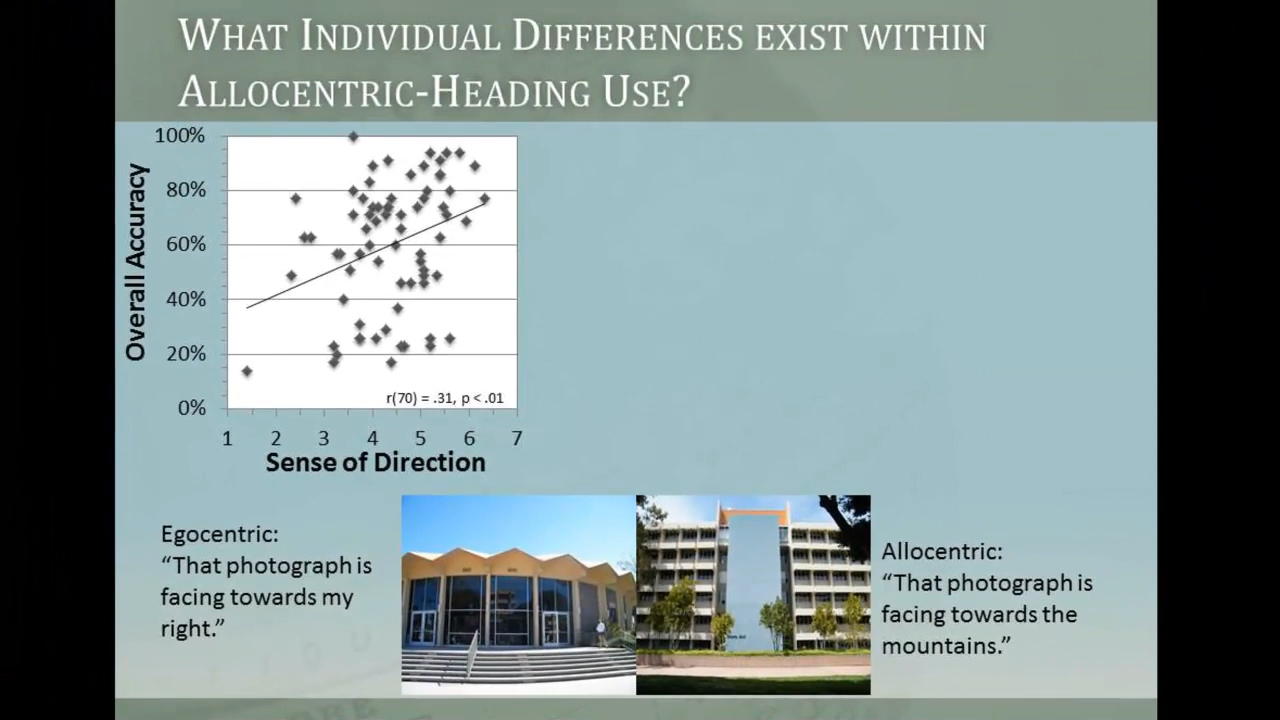 WHAT INDIVIDUAL DIFFERENCES EXIST WITHIN
ALLOCENTRIC-HEADING USE?
100%
80%
60%
40%
20%
0%
Overall Accuracy
r(70) = .31, p < .01
1 2 3 4 5 6 7
Sense of Direction
Egocentric:
“That photograph is
facing towards my
right.”
Allocentric:
“That photograph is
facing towards the
mountains.”